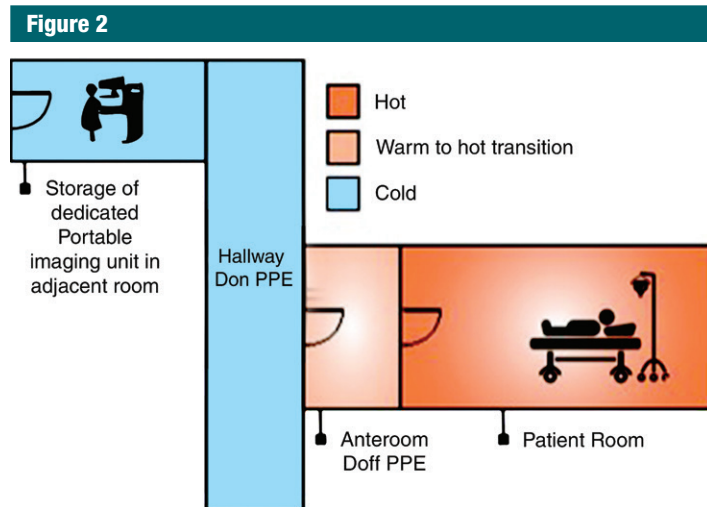 Figure 2
Hot
Warm to hot transition
Cold
Storage of
dedicated
Portable
imaging unit in
adjacent room
Hallway
Don PPE
Anteroom
Doff PPE
Patient Room